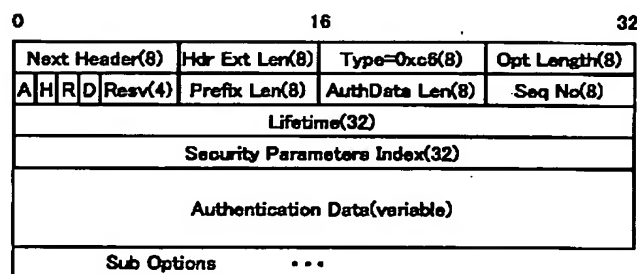 0 16 32
Next Header(8) Hdr Ext Len(8) Type=0xc6(8) Opt Length(8)
A H R D Resv(4) Prefix Len(8) AuthData Len(8) Seq No(8)
Lifetime(32)
Security Parameters Index(32)
Authentication Data(variable)
Sub Options •••